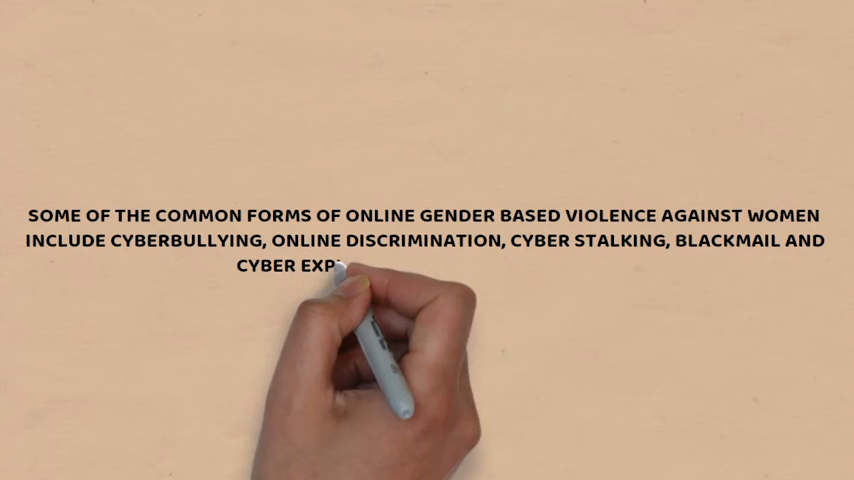 SOME OF THE COMMON FORMS OF ONLINE GENDER BASED VIOLENCE AGAINST WOMEN
INCLUDE CYBERBULLYING, ONLINE DISCRIMINATION, CYBER STALKING, BLACKMAIL AND
CYBER EXP